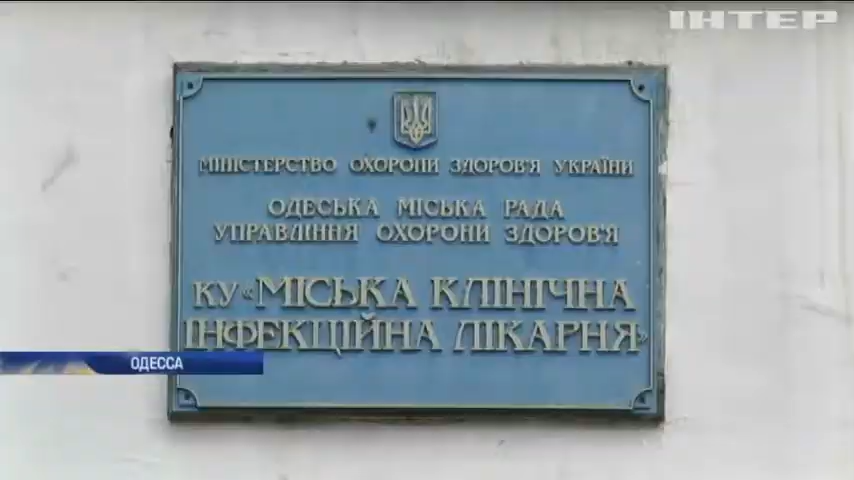 ІНТЕР
МІНІСТЕРСТВО ОХОРОНИ ЗДОРОВ'Я УКРАЇНИ
ОДЕСЬКА МІСЬКА РАДА
УПРАВЛІННЯ ОХОРОНИ ЗДОРОВ'Я
КУ «МІСЬКА КЛІНІЧНА
ІНФЕКЦІЙНА ЛІКАРНЯ»
ОДЕССА